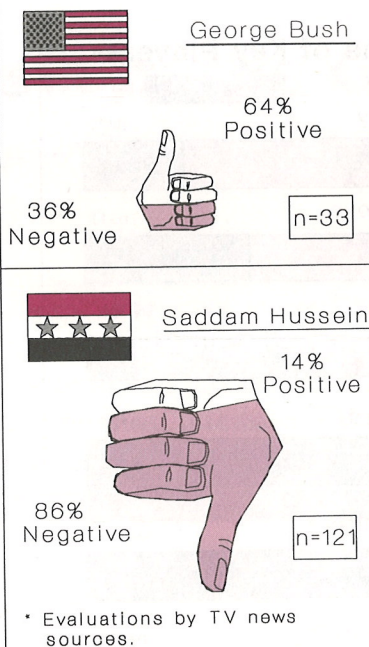 George Bush
64%
Positive
36%
Negative
n=33
Saddam Hussein
14%
Positive
86%
Negative
n=121
* Evaluations by TV news
sources.